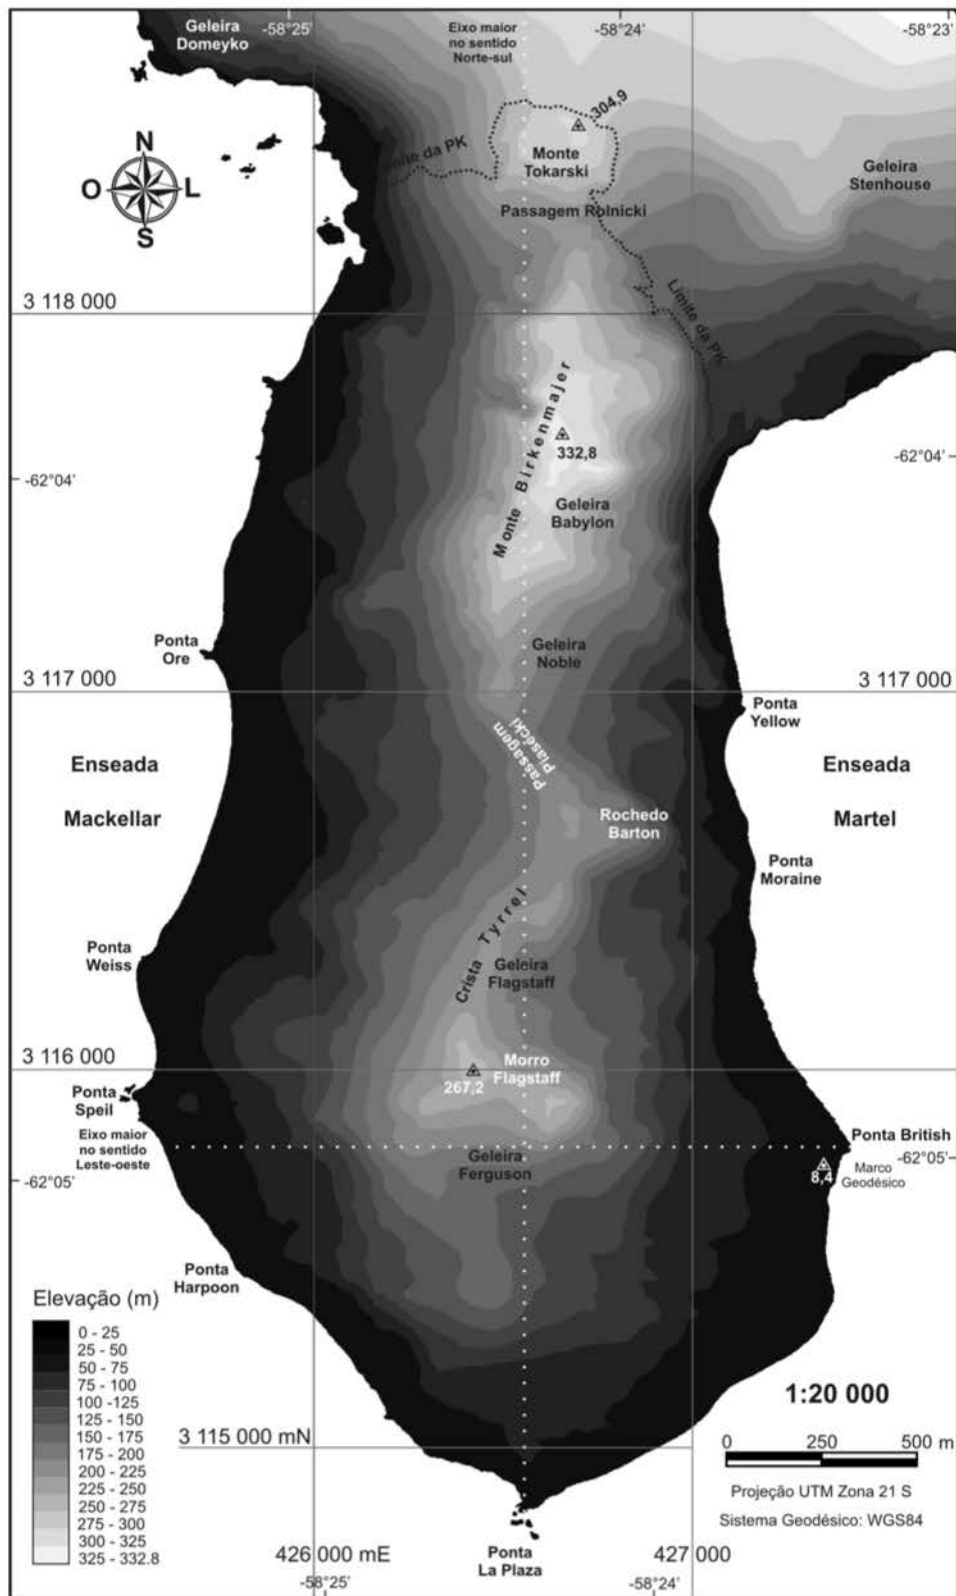 Geleira
Domeyko
-58°25'
Eixo maior
no sentido
Norte-sul
-58°24'
-58°23'
304,9
Limite da PK
Monte
Tokarski
Geleira
Stenhouse
N
O
L
S
Passagem Rolnicki
3 118 000
Limite da PK
Monte Birkenmajer
332,8
-62°04'
-62°04'
Geleira
Babylon
Ponta
Ore
Geleira
Noble
3 117 000
3 117 000
Ponta
Yellow
Passagem
Piasecki
Enseada
Mackellar
Enseada
Martel
Rochedo
Barton
Ponta
Moraine
Crista Tyrrel
Ponta
Weiss
Geleira
Flagstaff
3 116 000
Morro
Flagstaff
267,2
Ponta
Speil
Eixo maior
no sentido
Leste-oeste
Ponta British
-62°05'
-62°05'
Geleira
Ferguson
8,4
Marco
Geodésico
Ponta
Harpoon
Elevação (m)
0 - 25
25 - 50
50 - 75
75 - 100
100 -125
125 - 150
150 - 175
175 - 200
200 - 225
225 - 250
250 - 275
275 - 300
300 - 325
325 - 332.8
1:20 000
3 115 000 mN
0 250 500 m
Projeção UTM Zona 21 S
Sistema Geodésico: WGS84
426 000 mE
427 000
Ponta
La Plaza
-58°25'
-58°24'